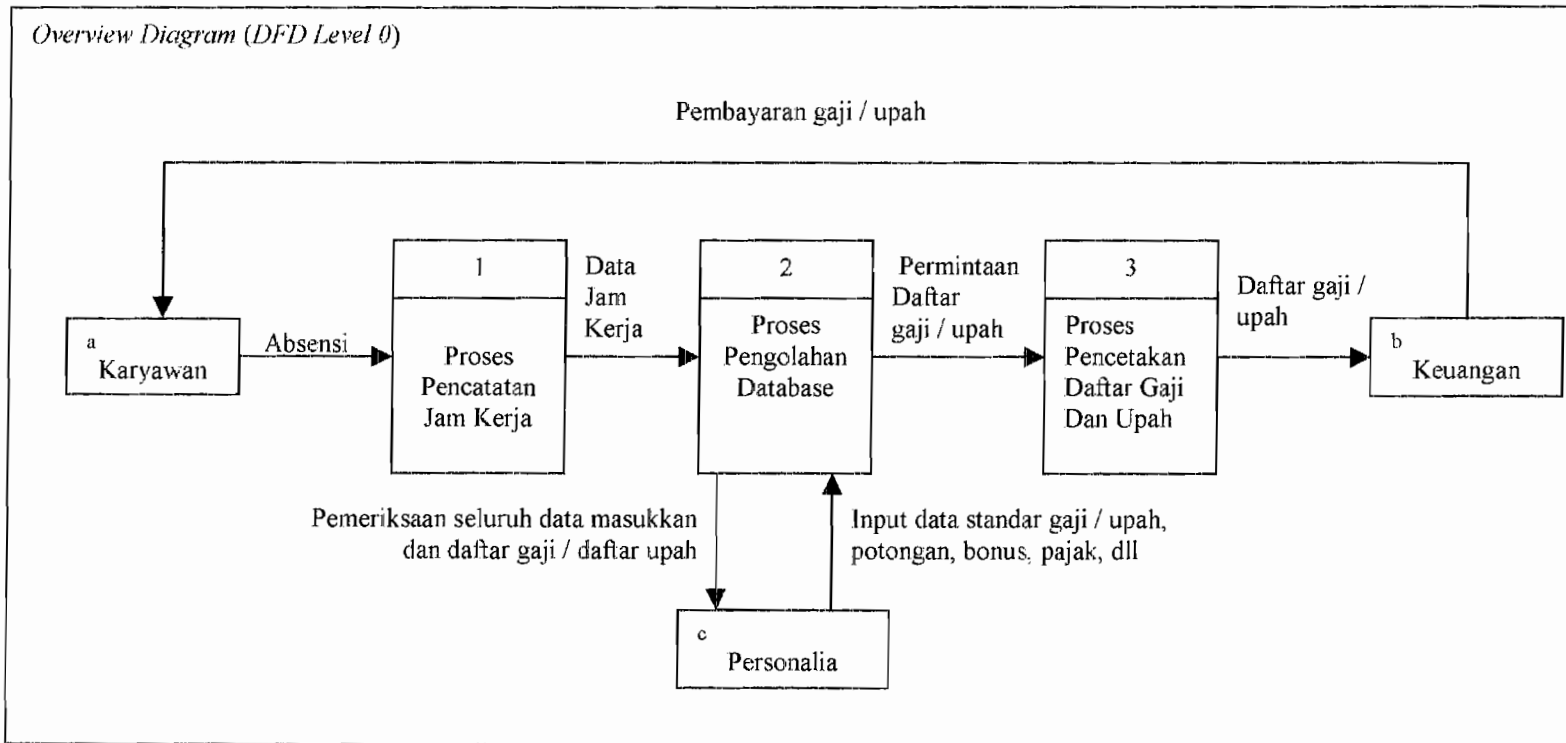 Overview Diagram (DFD Level 0)
Pembayaran gaji / upah
a
Karyawan
Absensi
1
Proses
Pencatatan
Jam Kerja
Data
Jam
Kerja
2
Proses
Pengolahan
Database
Permintaan
Daftar
gaji / upah
3
Proses
Pencetakan
Daftar Gaji
Dan Upah
Daftar gaji /
upah
b
Keuangan
Pemeriksaan seluruh data masukkan
dan daftar gaji / daftar upah
Input data standar gaji / upah,
potongan, bonus, pajak, dll
c
Personalia